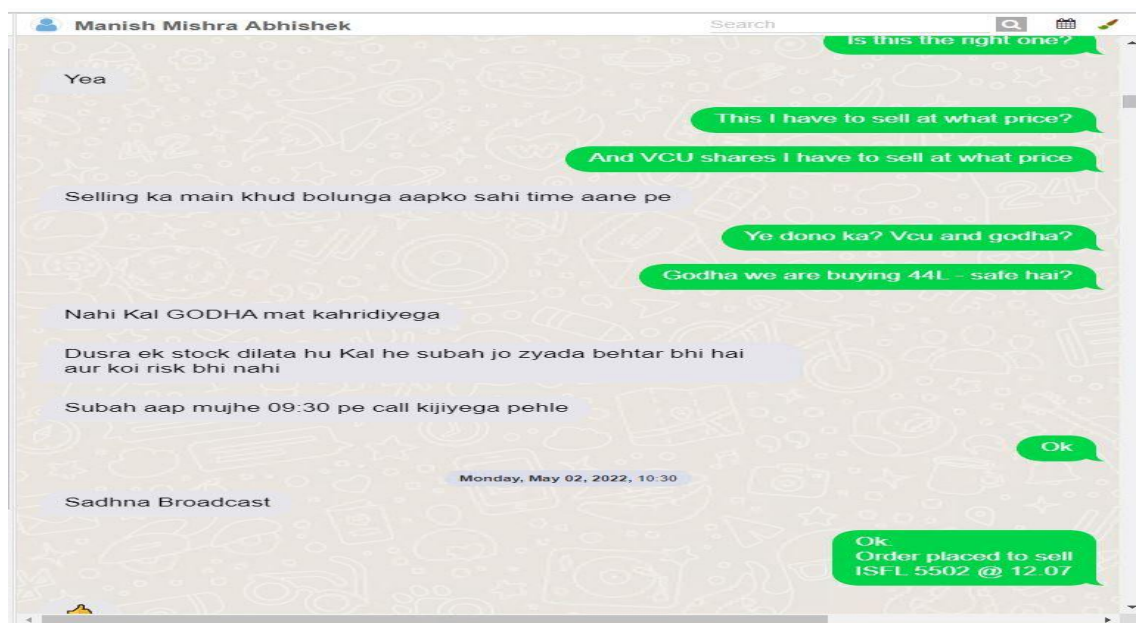 Manish Mishra Abhishek
Search
Is this the right one?
Yea
This I have to sell at what price?
And VCU shares I have to sell at what price
Selling ka main khud bolunga aapko sahi time aane pe
Ye dono ka? Vcu and godha?
Godha we are buying 44L - safe hai?
Nahi Kal GODHA mat kahridiyega
Dusra ek stock dilata hu Kal he subah jo zyada behtar bhi hai
aur koi risk bhi nahi
Subah aap mujhe 09:30 pe call kijiyega pehle
Ok
Monday, May 02, 2022, 10:30
Sadhna Broadcast
Ok.
Order placed to sell
ISFL 5502 @ 12.07